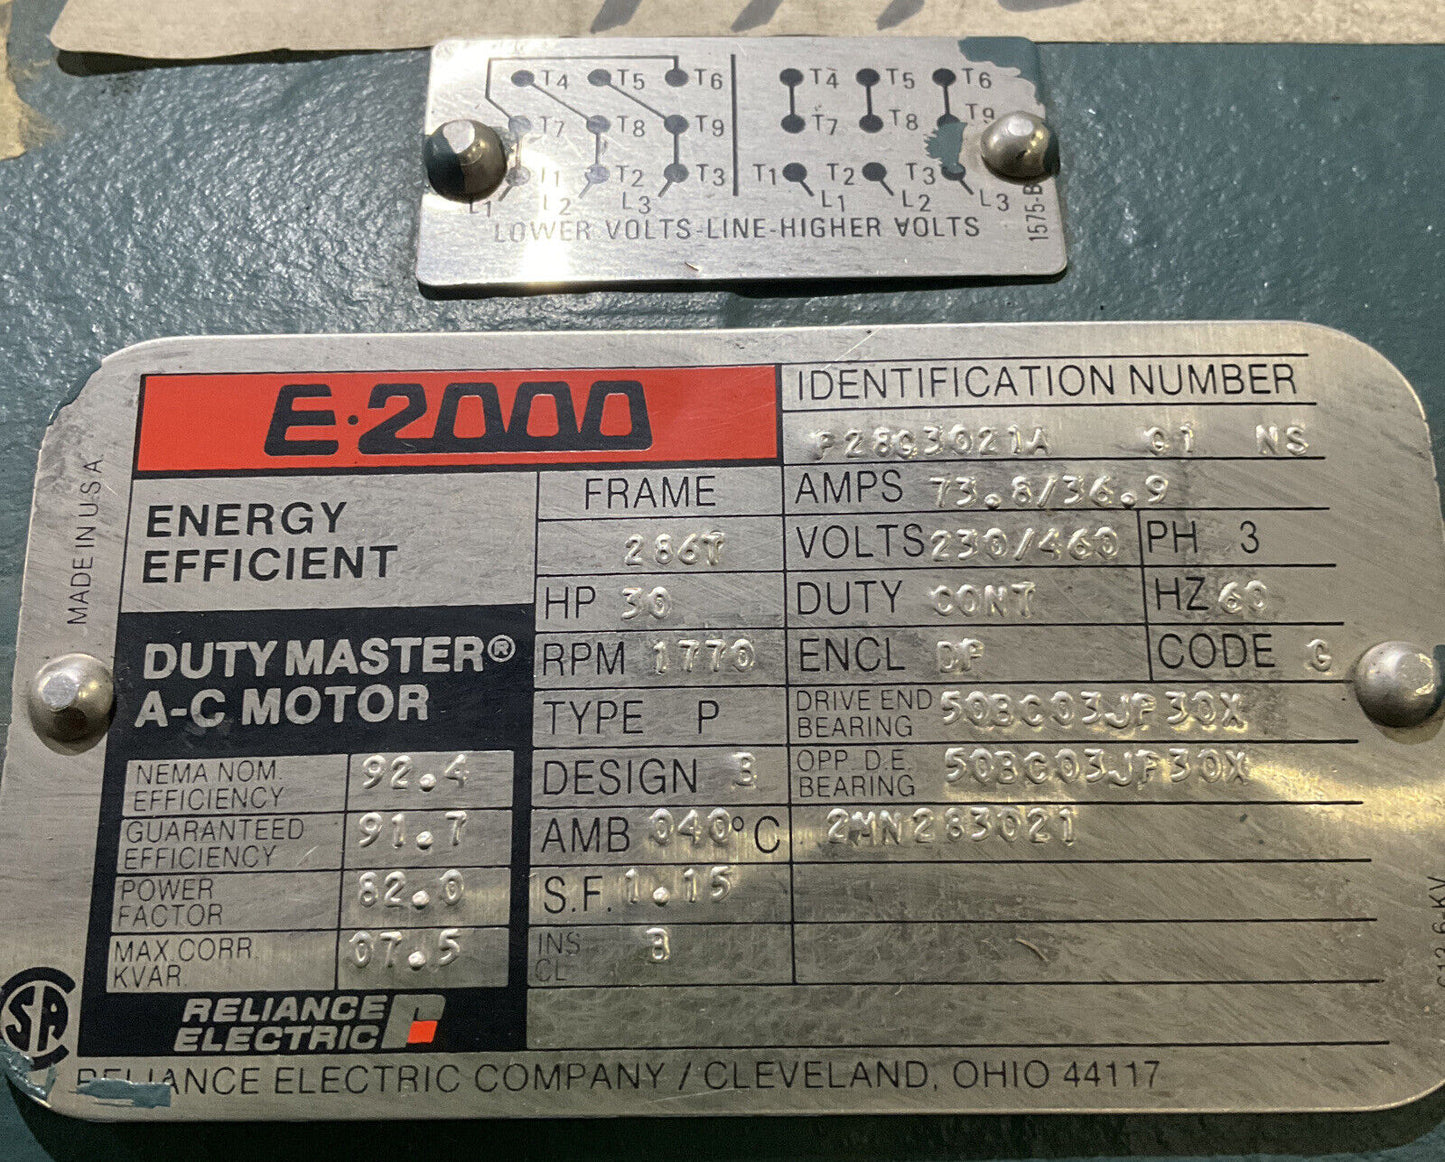 T4 T5 T6 T4 T5 T6
T7 T8 T9 T7 T8 T9
T1 T2 T3 T1 T2 T3
L1 L2 L3 L1 L2 L3
LOWER VOLTS-LINE-HIGHER VOLTS
1575-B
MADE IN U.S.A.
E·2000
ENERGY
EFFICIENT
DUTY MASTER®
A-C MOTOR
NEMA NOM.
EFFICIENCY
92.4
GUARANTEED
EFFICIENCY
91.7
POWER
FACTOR
82.0
MAX.CORR.
KVAR.
07.5
RELIANCE
ELECTRIC
FRAME
286T
HP 30
RPM 1770
TYPE P
DESIGN B
AMB 040°C
S.F. 1.15
INS
CL
B
IDENTIFICATION NUMBER
P28G3021A G1 NS
AMPS 73.8/36.9
VOLTS 230/460 PH 3
DUTY CONT HZ 60
ENCL DP CODE G
DRIVE END
BEARING
50BC03JP30X
OPP. D.E.
BEARING
50BC03JP30X
2MN283021
SA
RELIANCE ELECTRIC COMPANY / CLEVELAND, OHIO 44117